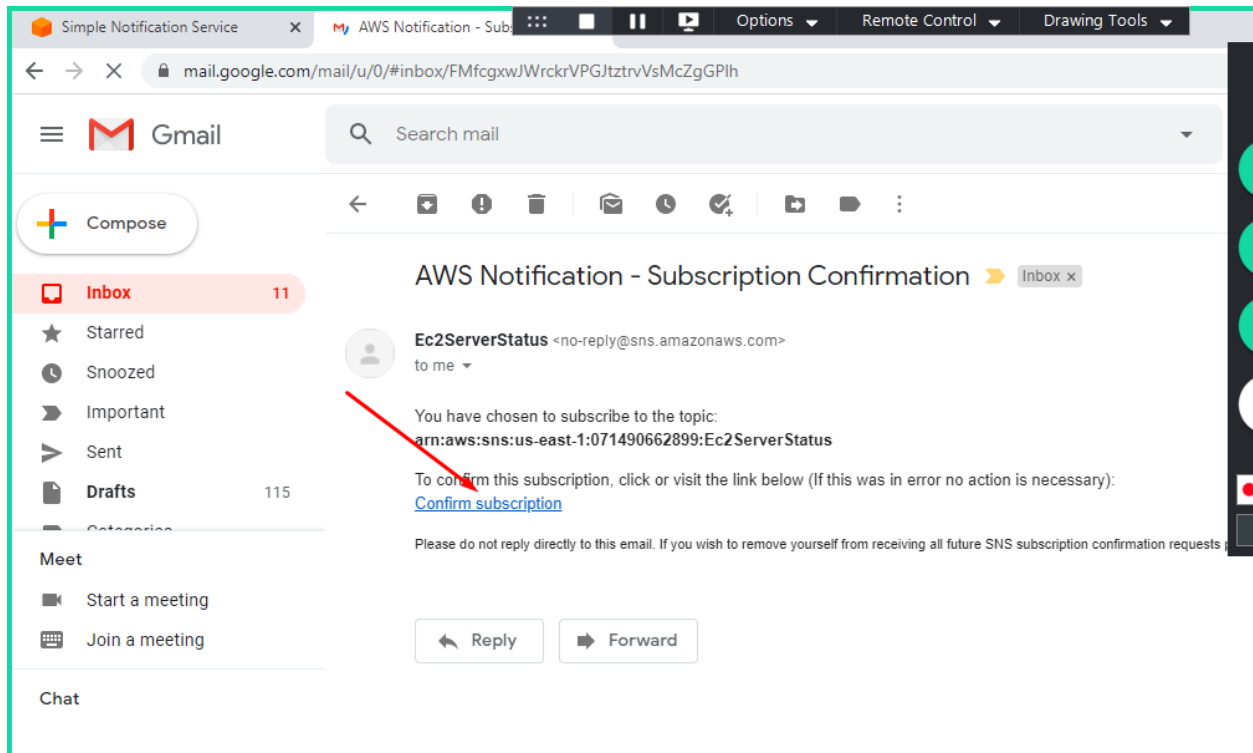 Simple Notification Service
AWS Notification - Subs
Options
Remote Control
Drawing Tools
mail.google.com/mail/u/0/#inbox/FMfcgxwJWrckrVPGJtztrvVsMcZgGPlh
Gmail
Search mail
Compose
AWS Notification - Subscription Confirmation
Inbox x
Inbox 11
Starred
Snoozed
Important
Sent
Drafts 115
Categories
Ec2ServerStatus <no-reply@sns.amazonaws.com>
to me
You have chosen to subscribe to the topic:
arn:aws:sns:us-east-1:071490662899:Ec2ServerStatus
To confirm this subscription, click or visit the link below (If this was in error no action is necessary):
Confirm subscription
Please do not reply directly to this email. If you wish to remove yourself from receiving all future SNS subscription confirmation requests
Reply
Forward
Meet
Start a meeting
Join a meeting
Chat